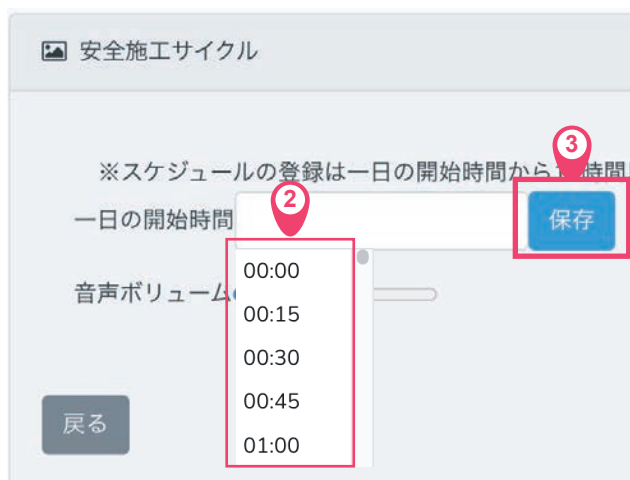 安全施工サイクル
3
※スケジュールの登録は一日の開始時間から 時間
2
一日の開始時間
保存
00:00
音声ボリューム
00:15
00:30
00:45
戻る
01:00